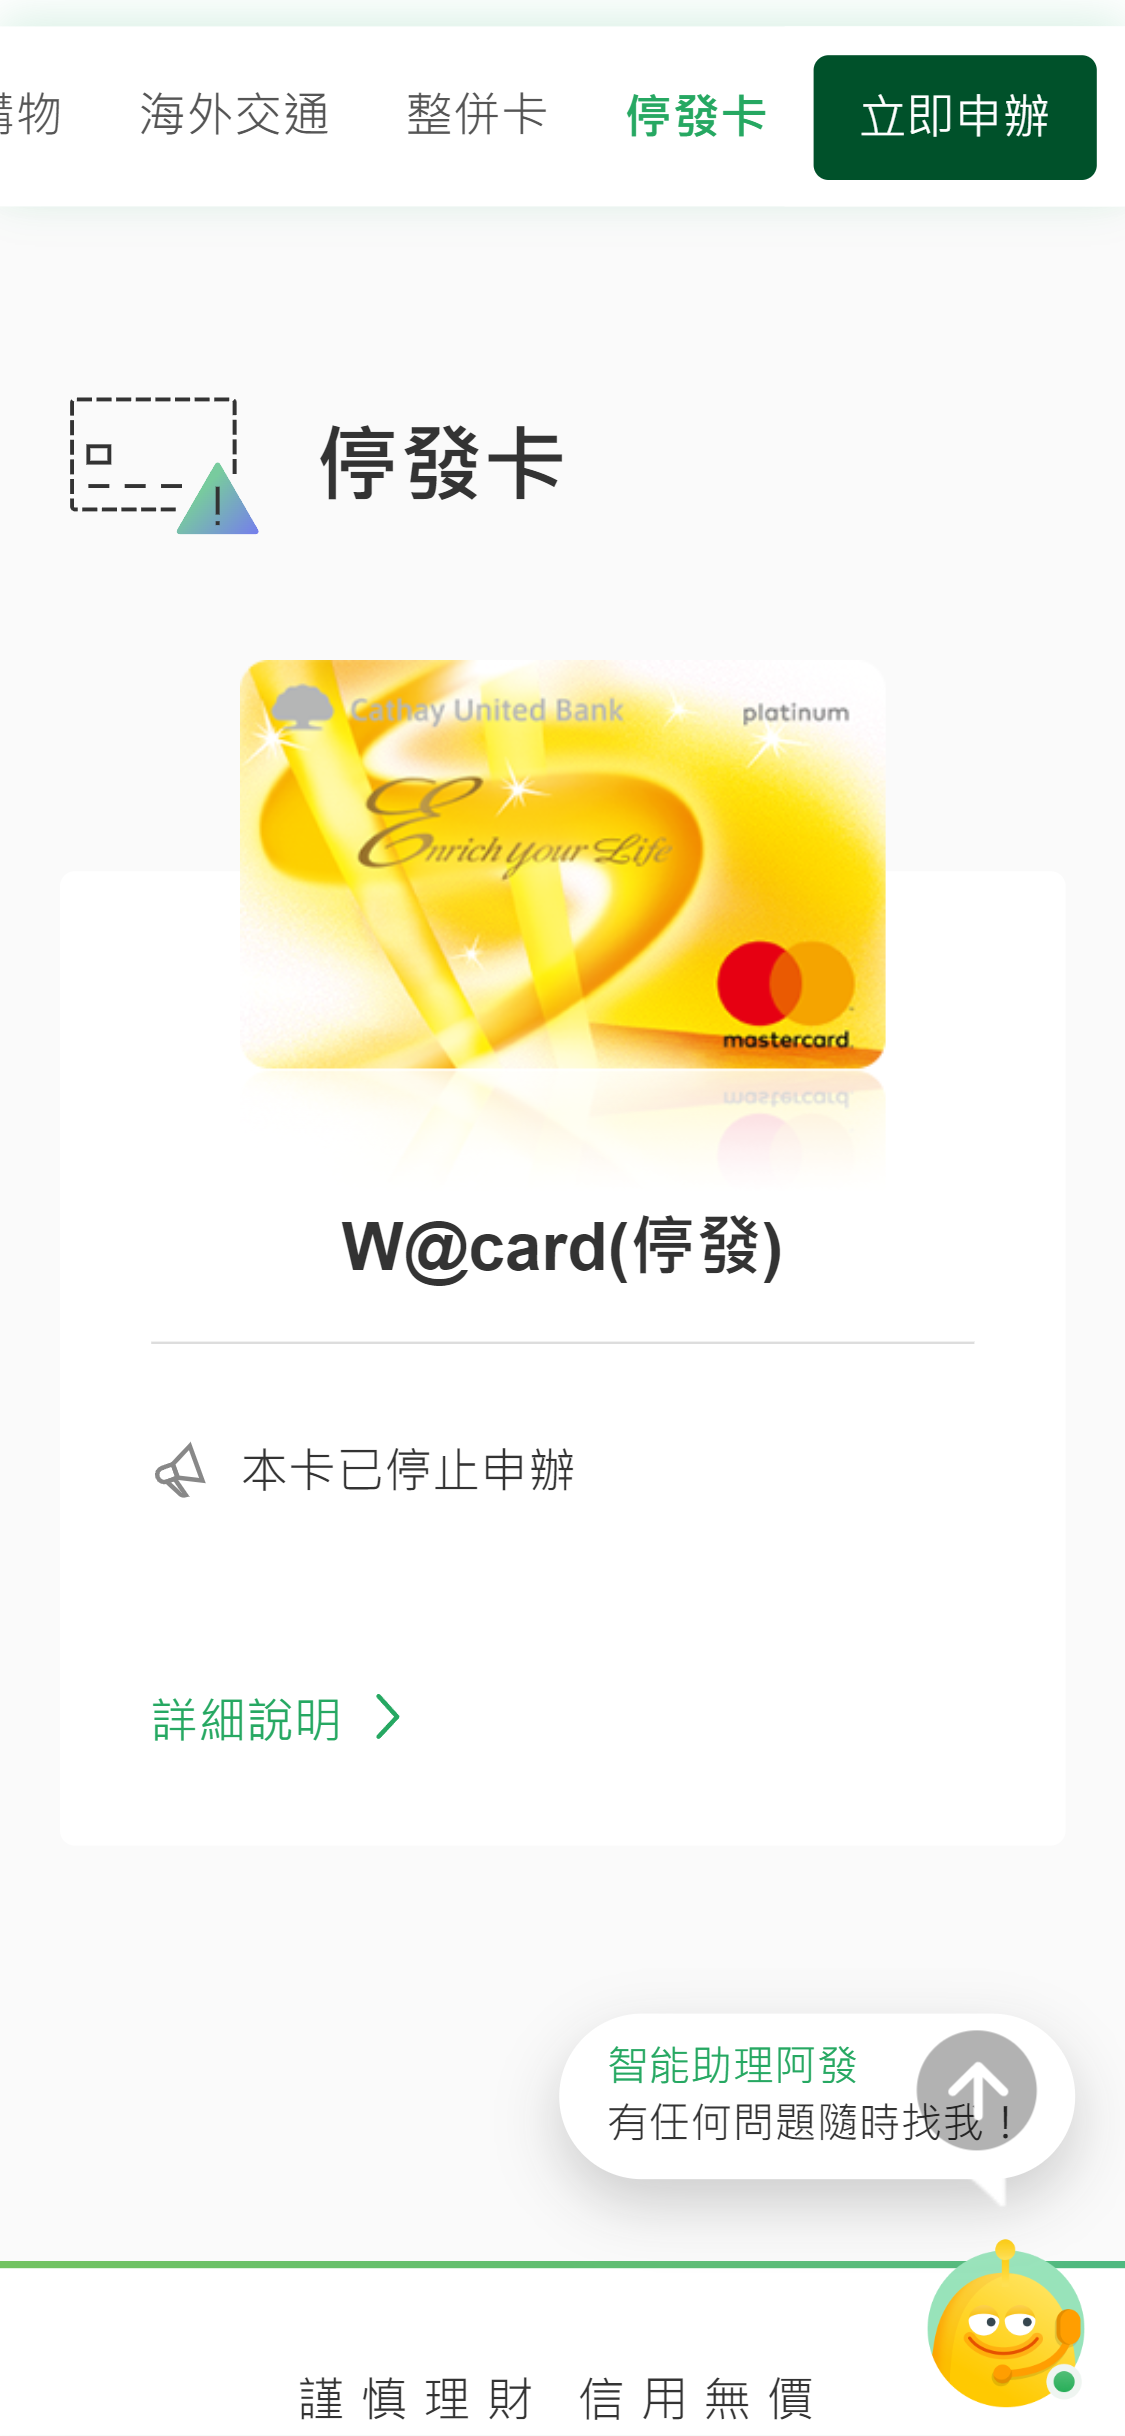 購物 海外交通 整併卡 停發卡 立即申辦
停發卡
Cathay United Bank platinum
Enrich your Life
mastercard.
W@card(停發)
本卡已停止申辦
詳細說明
智能助理阿發
有任何問題隨時找我！
謹慎理財 信用無價